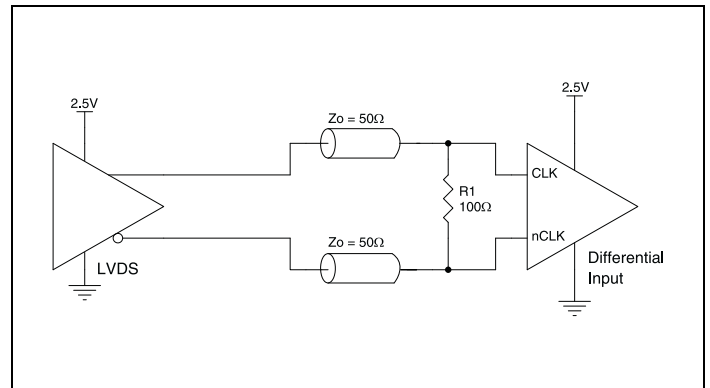 2.5V
2.5V
Zo = 50Ω
CLK
R1
100Ω
nCLK
Zo = 50Ω
LVDS
Differential
Input